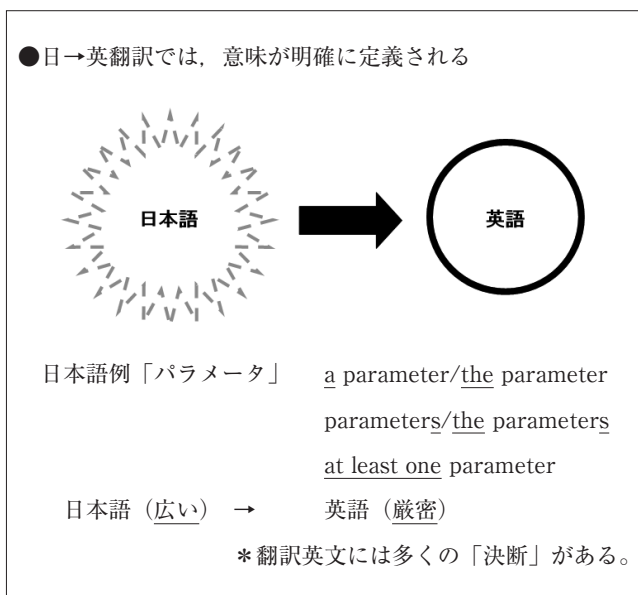 ●日→英翻訳では，意味が明確に定義される
日本語
英語
日本語例「パラメータ」 a parameter/the parameter
parameters/the parameters
at least one parameter
日本語（広い） → 英語（厳密）
＊翻訳英文には多くの「決断」がある。